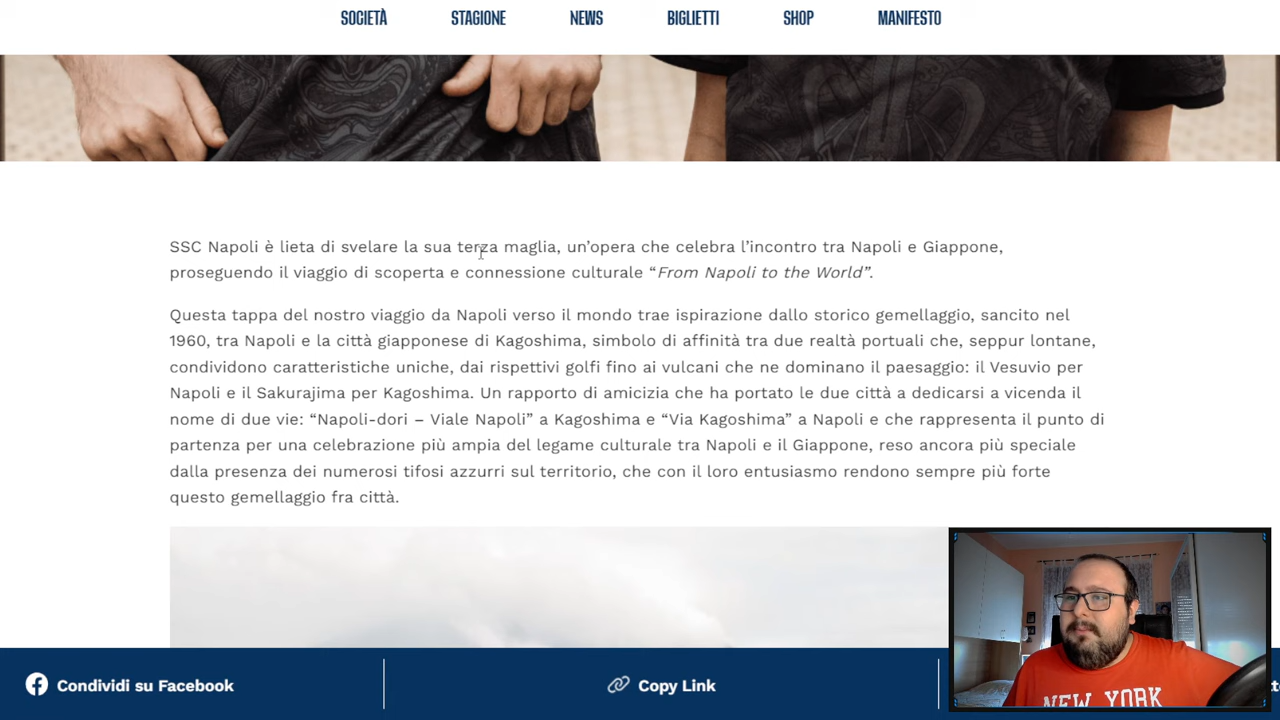 SOCIETÀ STAGIONE NEWS BIGLIETTI SHOP MANIFESTO
SSC Napoli è lieta di svelare la sua terza maglia, un’opera che celebra l’incontro tra Napoli e Giappone,
proseguendo il viaggio di scoperta e connessione culturale “From Napoli to the World”.
Questa tappa del nostro viaggio da Napoli verso il mondo trae ispirazione dallo storico gemellaggio, sancito nel
1960, tra Napoli e la città giapponese di Kagoshima, simbolo di affinità tra due realtà portuali che, seppur lontane,
condividono caratteristiche uniche, dai rispettivi golfi fino ai vulcani che ne dominano il paesaggio: il Vesuvio per
Napoli e il Sakurajima per Kagoshima. Un rapporto di amicizia che ha portato le due città a dedicarsi a vicenda il
nome di due vie: “Napoli-dori – Viale Napoli” a Kagoshima e “Via Kagoshima” a Napoli e che rappresenta il punto di
partenza per una celebrazione più ampia del legame culturale tra Napoli e il Giappone, reso ancora più speciale
dalla presenza dei numerosi tifosi azzurri sul territorio, che con il loro entusiasmo rendono sempre più forte
questo gemellaggio fra città.
NEW YORK
Condividi su Facebook Copy Link